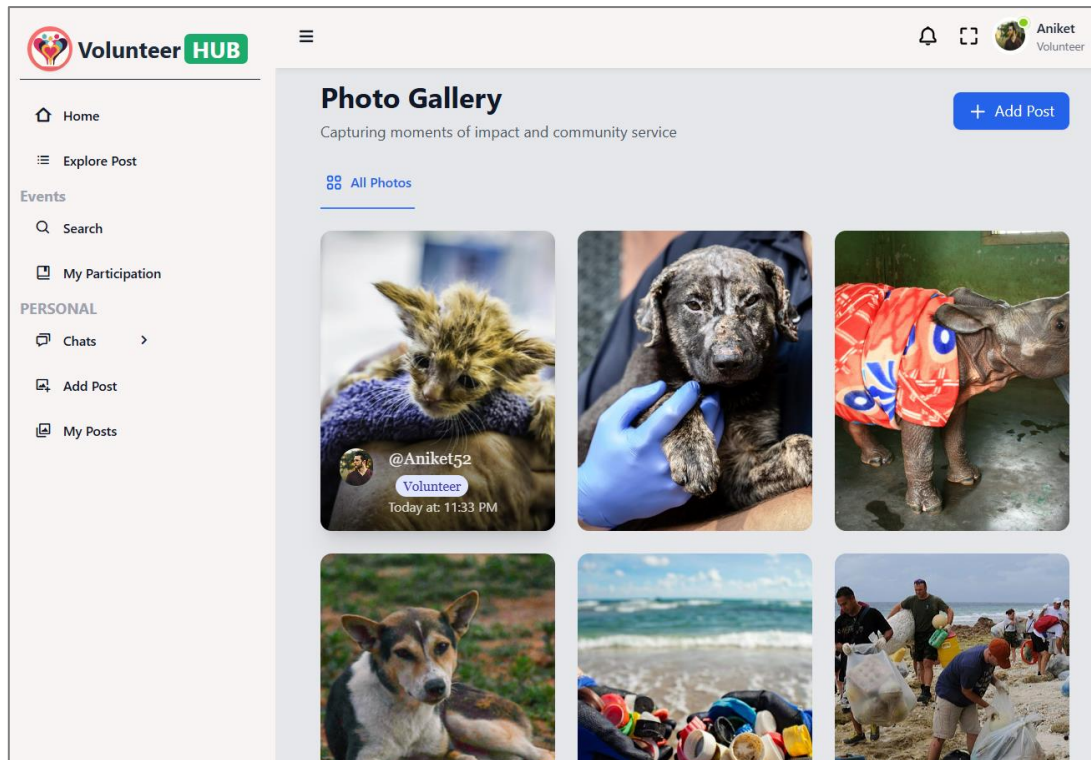 Volunteer HUB
Home
Explore Post
Events
Search
My Participation
PERSONAL
Chats
Add Post
My Posts
Aniket
Volunteer
Photo Gallery
Capturing moments of impact and community service
+ Add Post
All Photos
@Aniket52
Volunteer
Today at: 11:33 PM